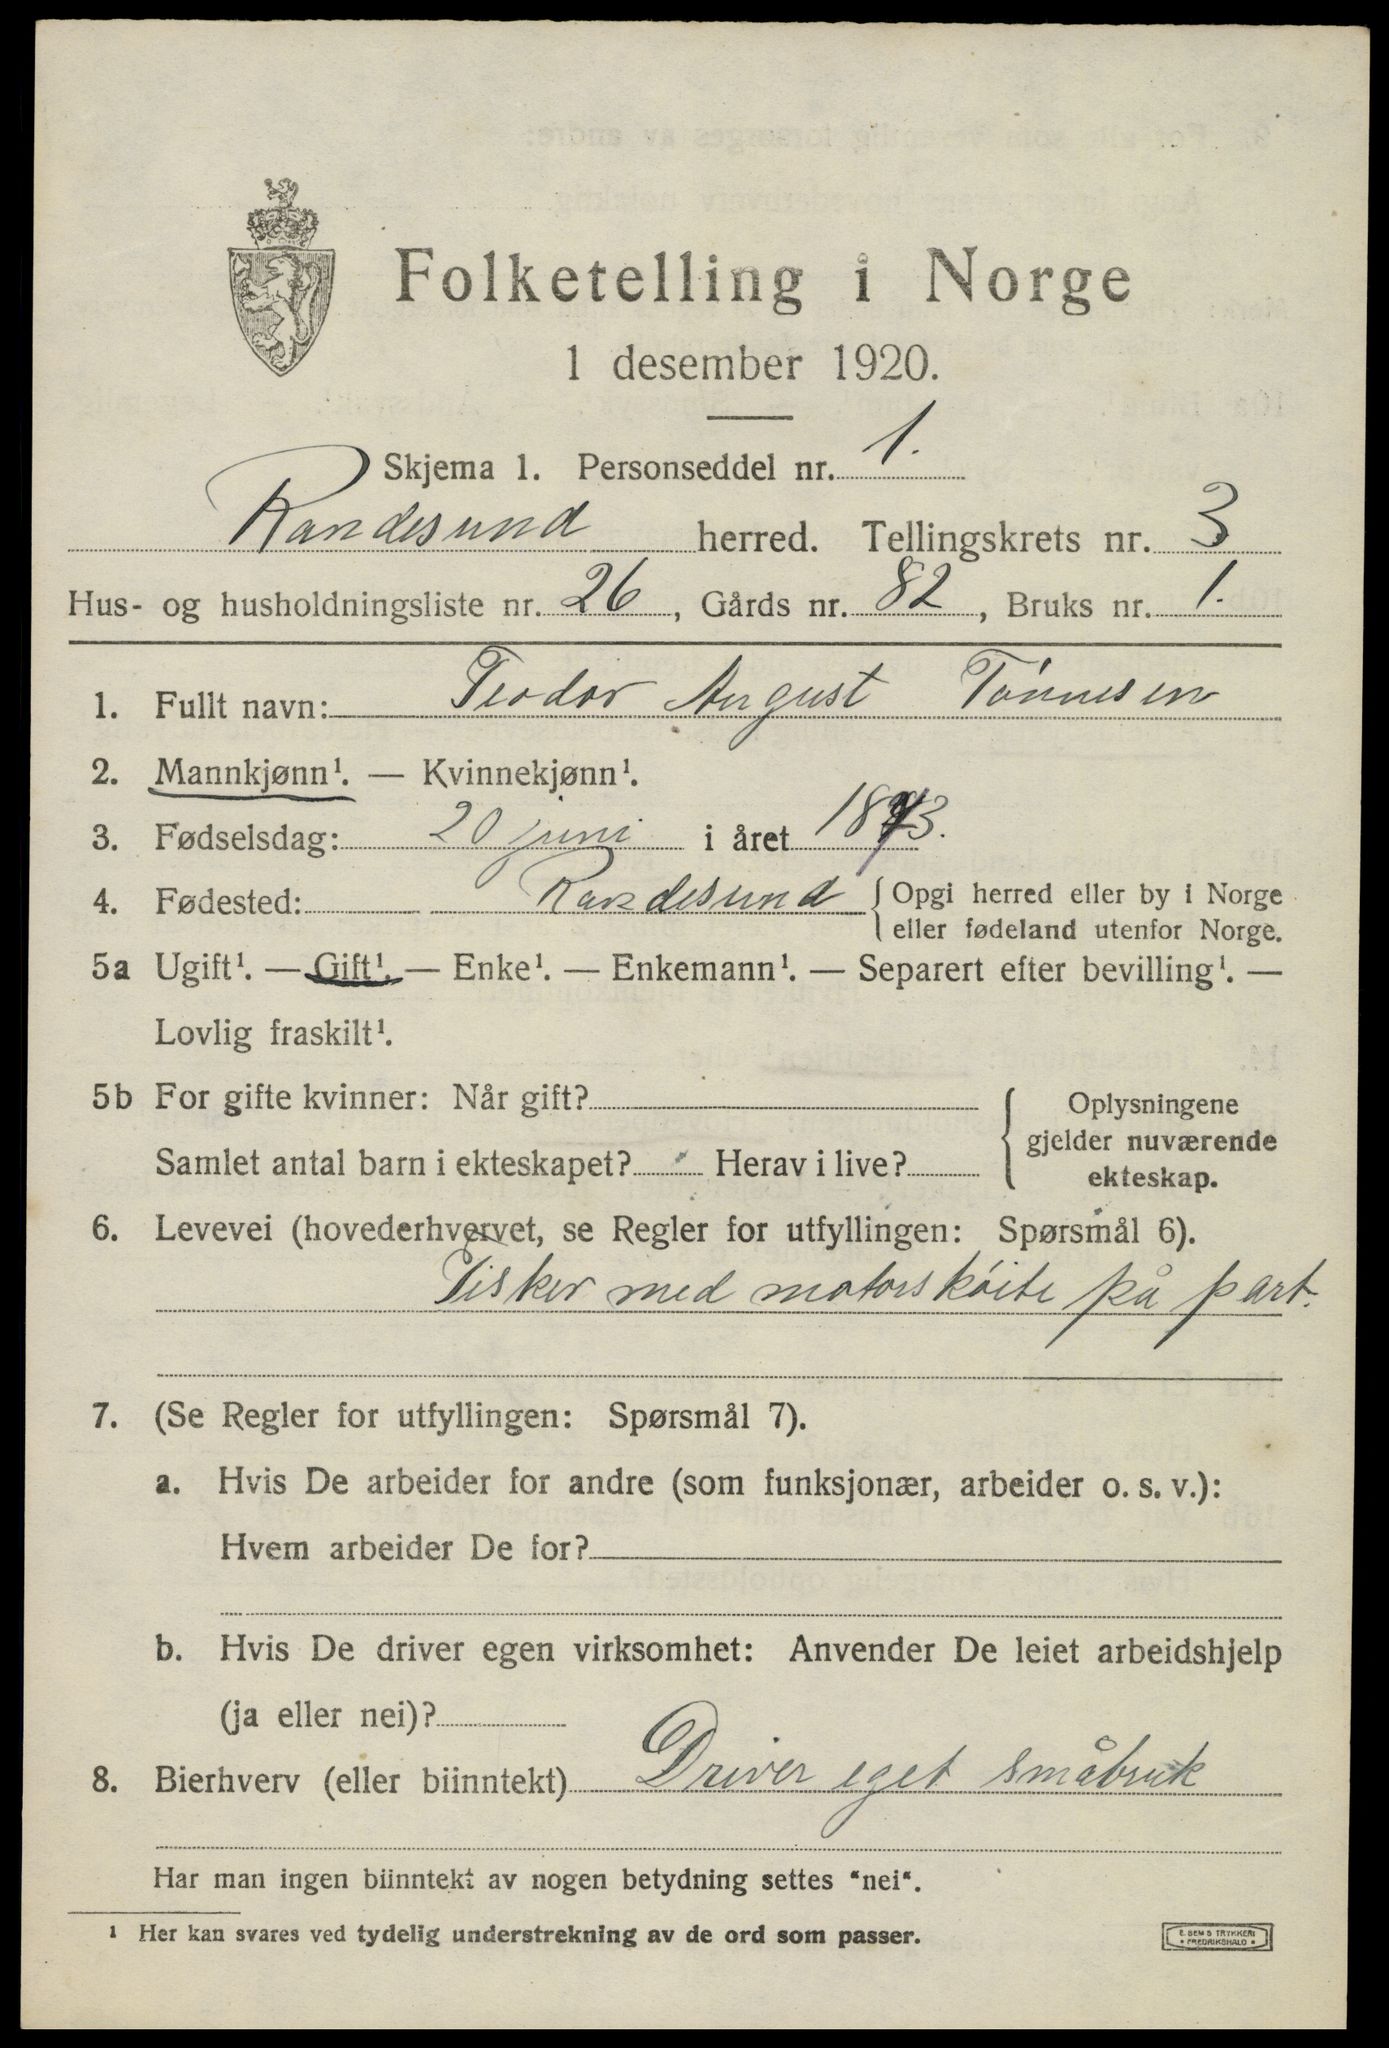 Folketelling i Norge
1 desember 1920.
Skjema 1. Personseddel nr. 1.
Randesund herred. Tellingskrets nr. 3
Hus- og husholdningsliste nr. 26, Gårds nr. 82, Bruks nr. 1.
1. Fullt navn: Teodor August Tónnesen
2. Mannkjønn¹. — Kvinnekjønn¹.
3. Fødselsdag: 20 juni i året 1873.
4. Fødested: Randesund {Opgi herred eller by i Norge
eller fødeland utenfor Norge.
5a Ugift¹. — Gift¹. — Enke¹. — Enkemann¹. — Separert efter bevilling¹. —
Lovlig fraskilt¹.
5b For gifte kvinner: Når gift? Oplysningene
gjelder nuværende
Samlet antal barn i ekteskapet? Herav i live? ekteskap.
6. Levevei (hovederhvervet, se Regler for utfyllingen: Spørsmål 6).
Fisker med motorskóite på part.
7. (Se Regler for utfyllingen: Spørsmål 7).
a. Hvis De arbeider for andre (som funksjonær, arbeider o. s. v.):
Hvem arbeider De for?
b. Hvis De driver egen virksomhet: Anvender De leiet arbeidshjelp
(ja eller nei)?
8. Bierhverv (eller biinntekt) Driver eget småbruk
Har man ingen biinntekt av nogen betydning settes "nei".
¹ Her kan svares ved tydelig understrekning av de ord som passer.
E. SEM'S TRYKKERI
• FREDRIKSHALD •